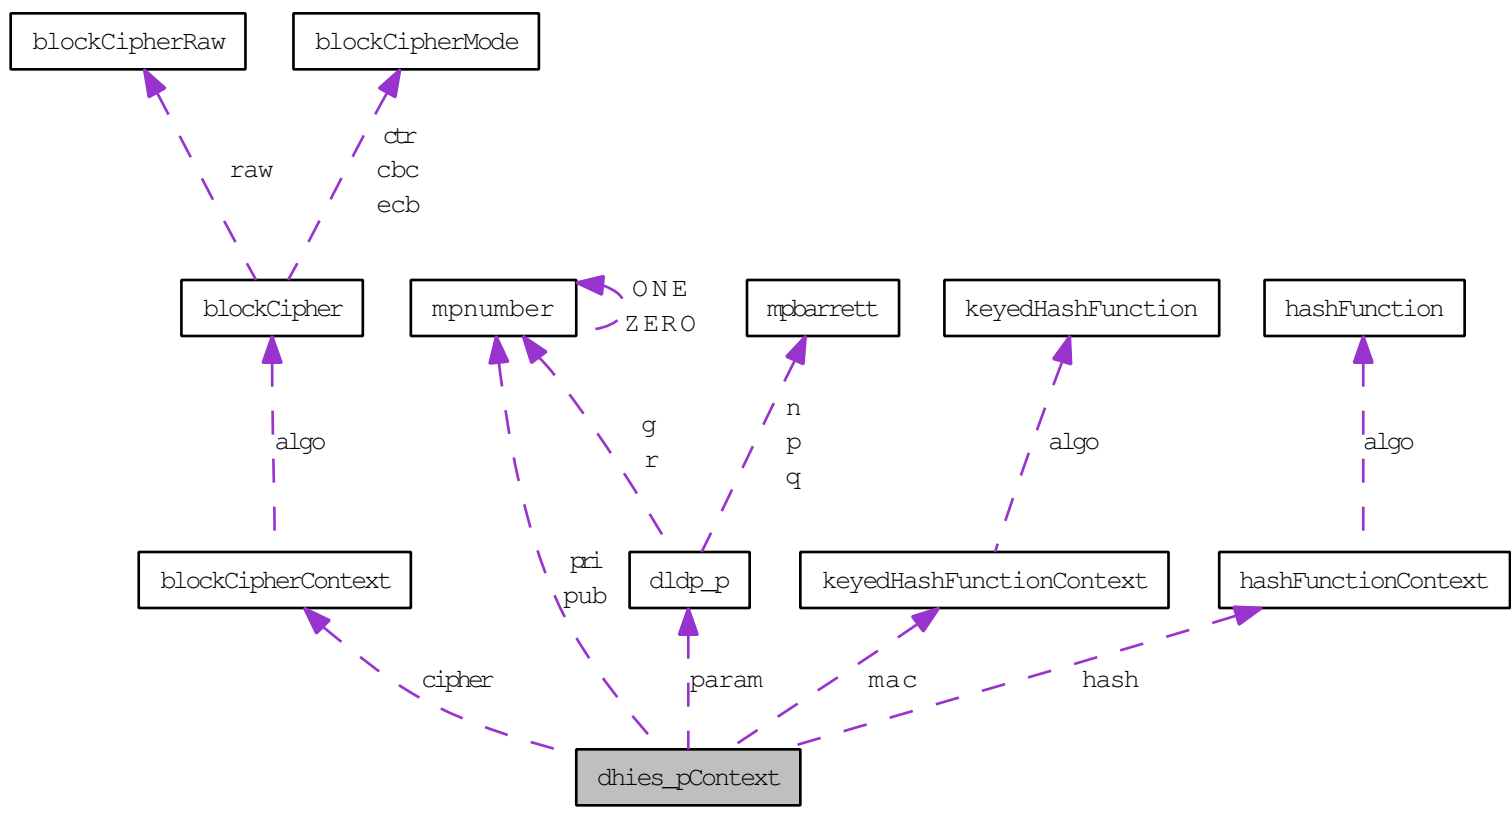 blockCipherRaw
blockCipherMode
ctr
cbc
ecb
raw
blockCipher
mpnumber
ONE
ZERO
mpbarrett
keyedHashFunction
hashFunction
algo
g
r
n
p
q
algo
algo
blockCipherContext
pri
pub
dldp_p
keyedHashFunctionContext
hashFunctionContext
cipher
param
mac
hash
dhies_pContext